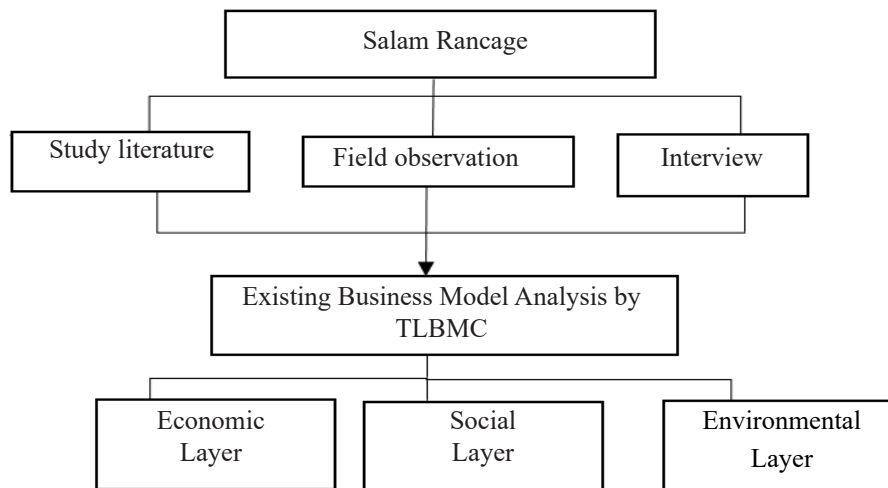 Salam Rancage
Study literature
Field observation
Interview
Existing Business Model Analysis by
TLBMC
Economic
Layer
Social
Layer
Environmental
Layer